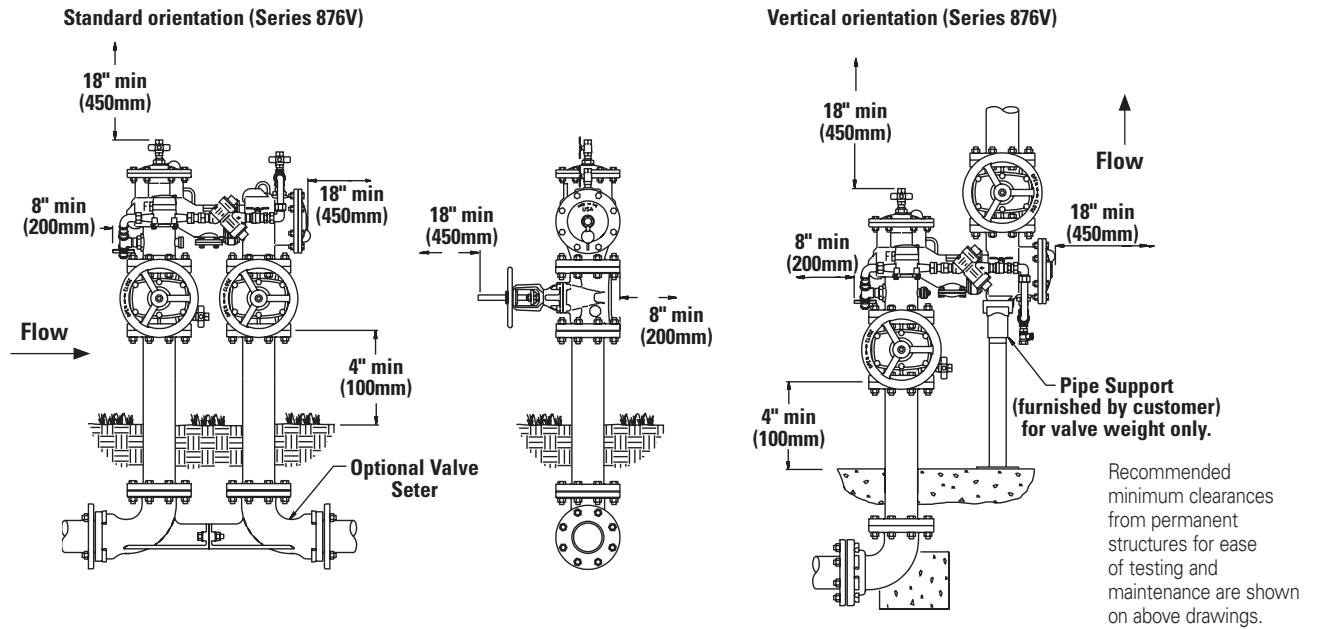 Standard orientation (Series 876V)
18" min
(450mm)
8" min
(200mm)
18" min
(450mm)
Flow
4" min
(100mm)
Optional Valve
Seter
USA
18" min
(450mm)
8" min
(200mm)
Vertical orientation (Series 876V)
18" min
(450mm)
Flow
8" min
(200mm)
18" min
(450mm)
4" min
(100mm)
Pipe Support
(furnished by customer)
for valve weight only.
Recommended
minimum clearances
from permanent
structures for ease
of testing and
maintenance are shown
on above drawings.